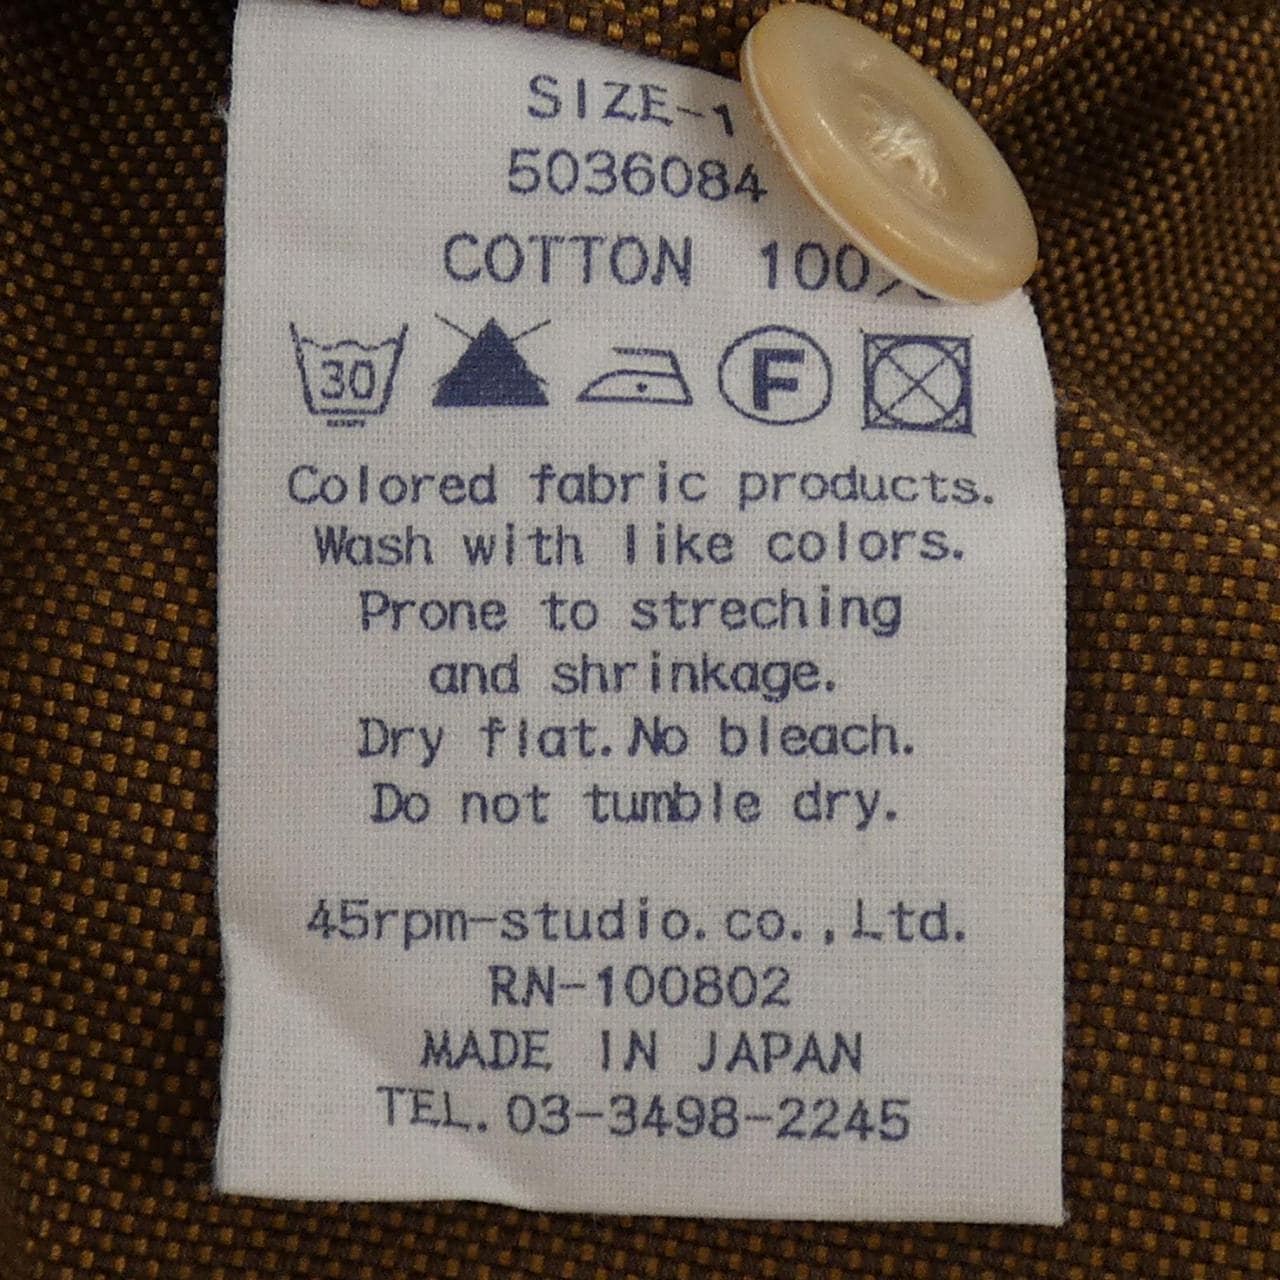 SIZE-1
5036084
COTTON 100%
30
F
Colored fabric products.
Wash with like colors.
Prone to streching
and shrinkage.
Dry flat. No bleach.
Do not tumble dry.
45rpm-studio.co.,Ltd.
RN-100802
MADE IN JAPAN
TEL. 03-3498-2245